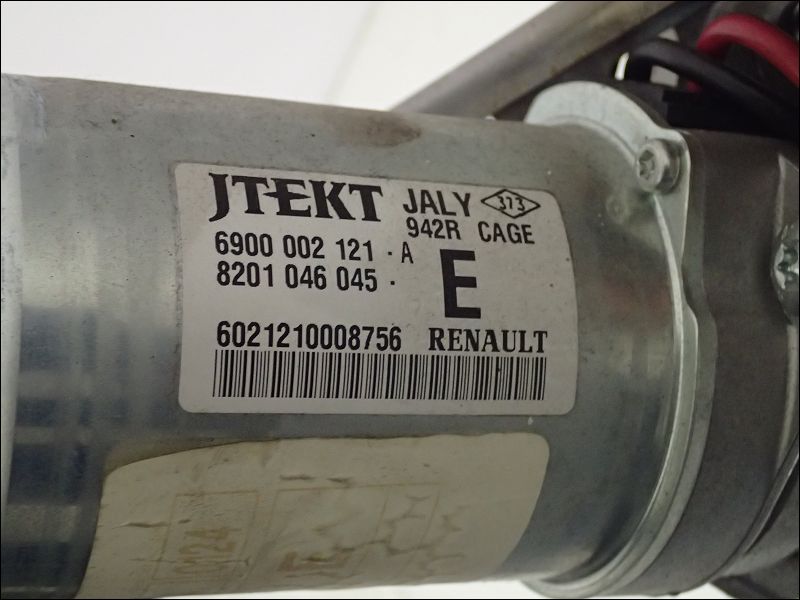 JTEKT JALY 373
942R CAGE
6900 002 121 · A
8201 046 045 · E
6021210008756 RENAULT